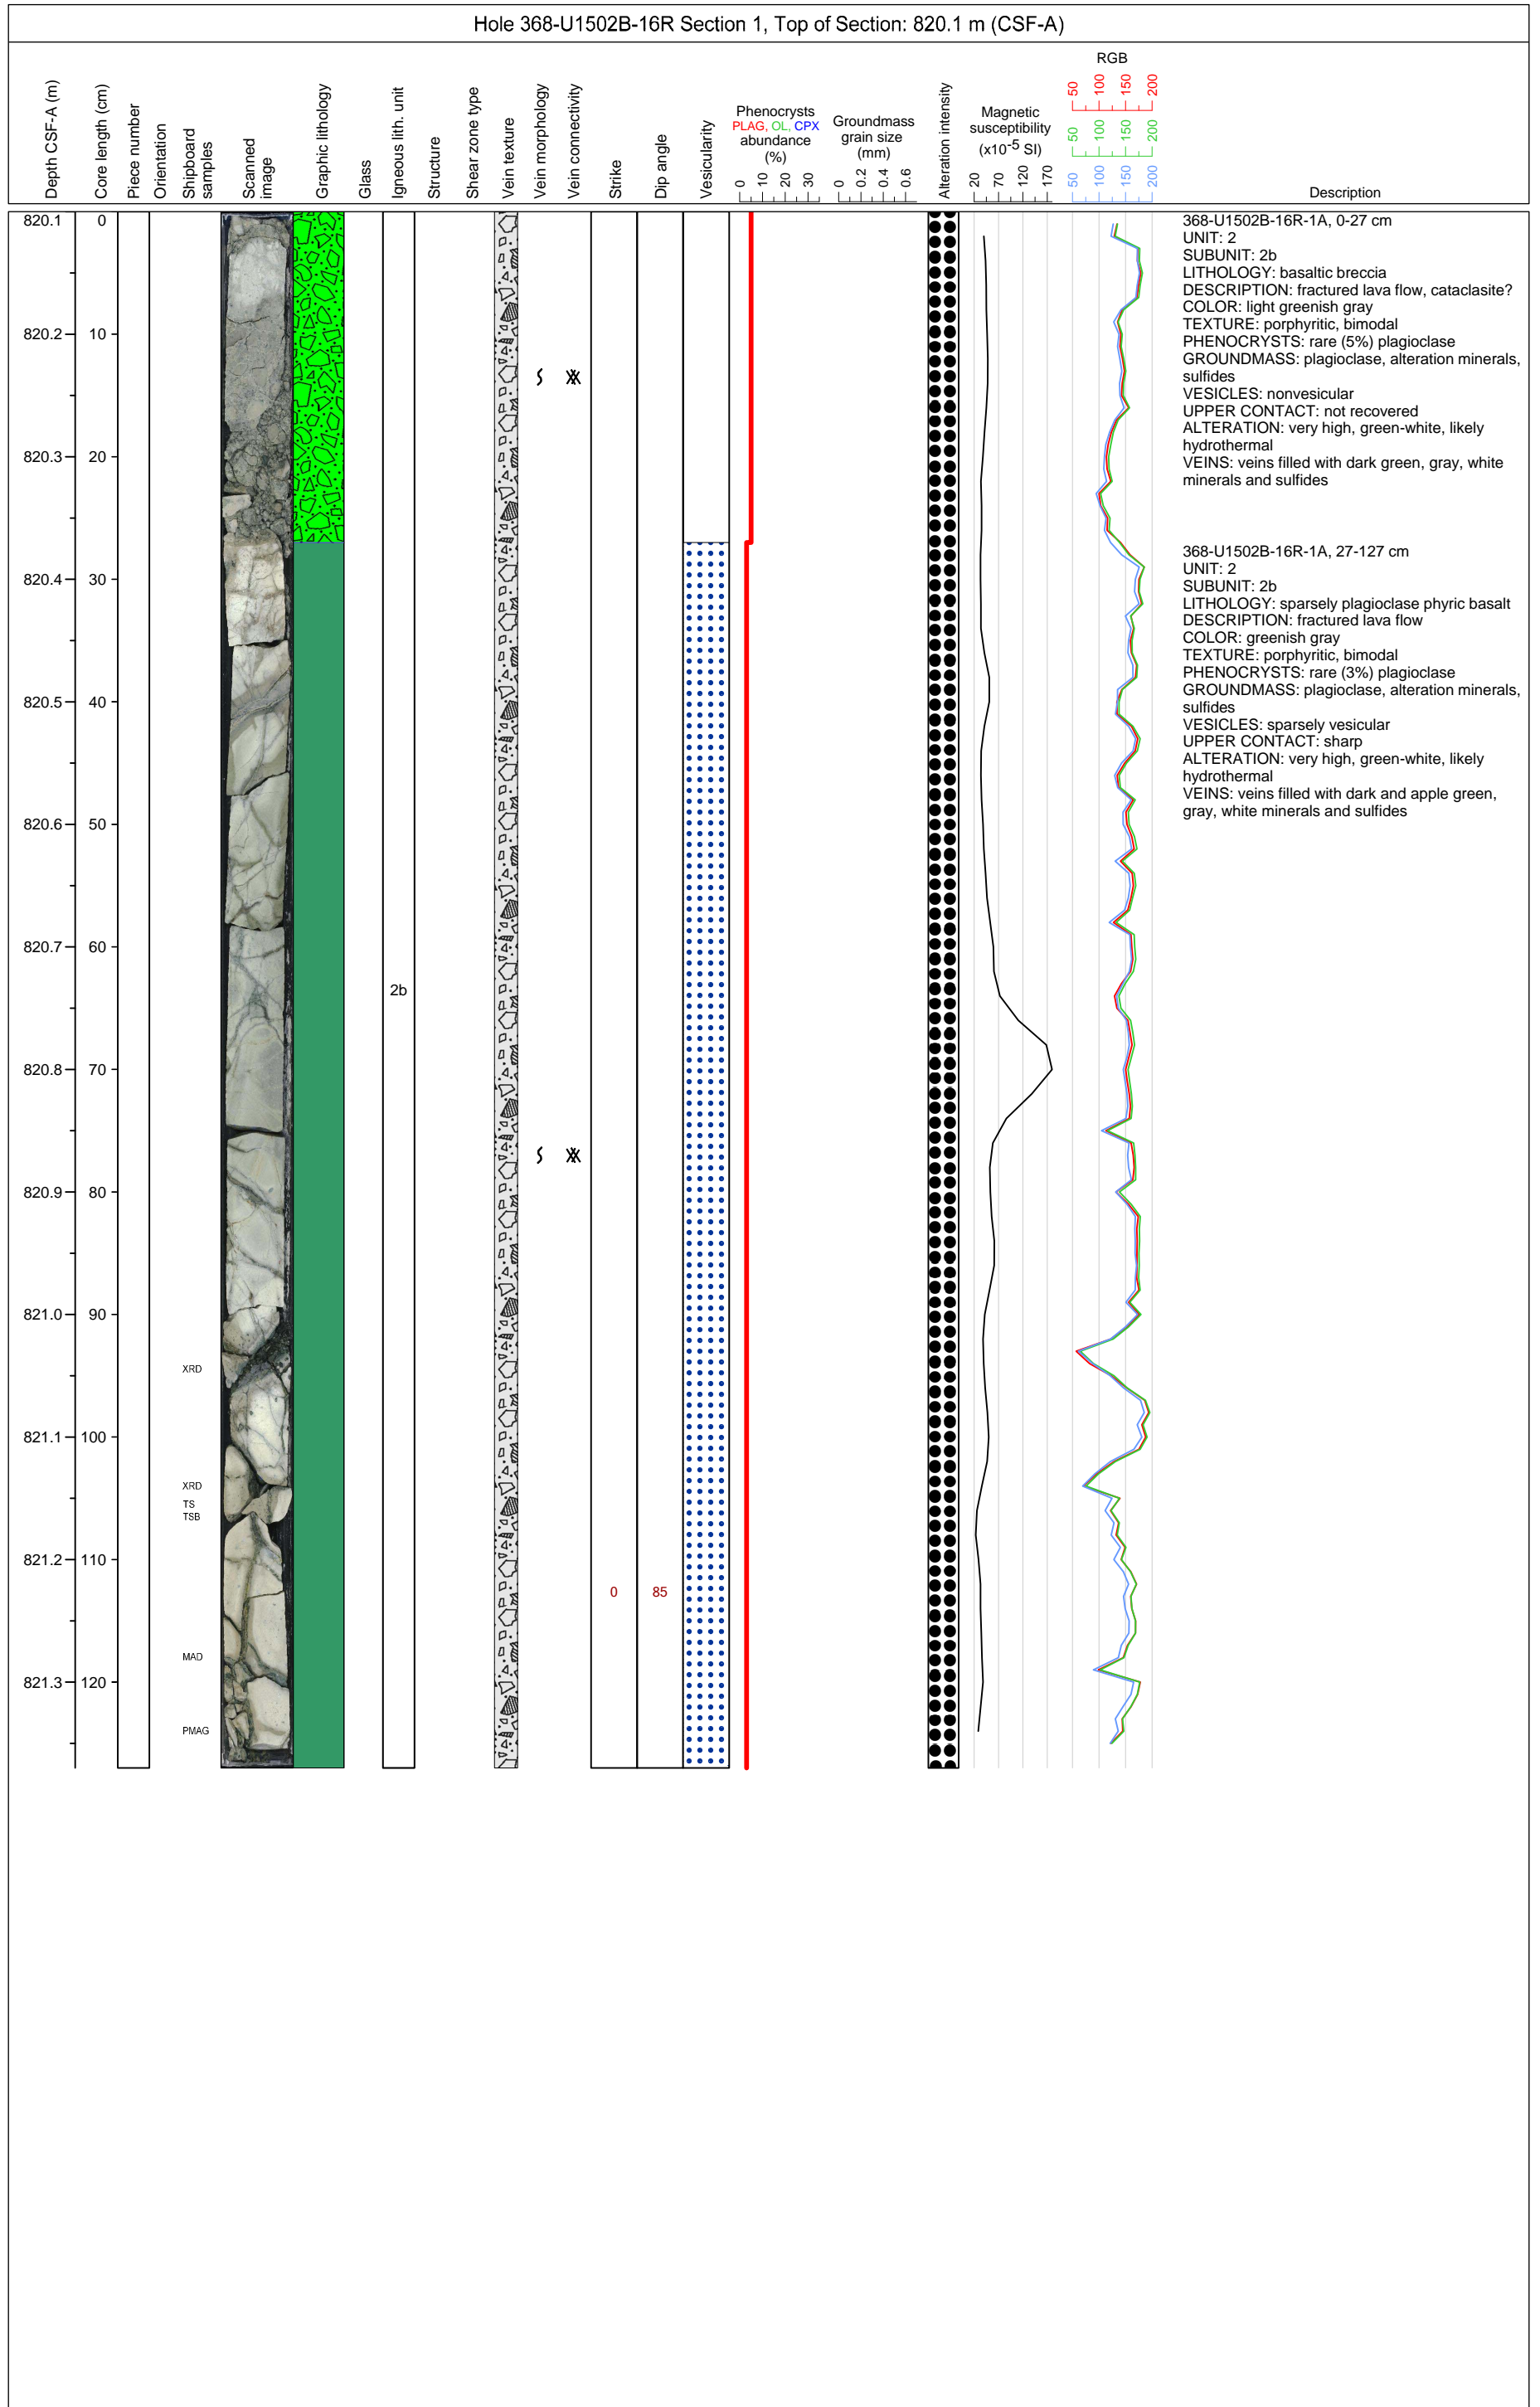 Hole 368-U1502B-16R Section 1, Top of Section: 820.1 m (CSF-A)
Depth CSF-A (m)
Core length (cm)
Piece number
Orientation
Shipboard
samples
Scanned
image
Graphic lithology
Glass
Igneous lith. unit
Structure
Shear zone type
Vein texture
Vein morphology
Vein connectivity
Strike
Dip angle
Vesicularity
Phenocrysts
PLAG, OL, CPX
abundance
(%)
0 10 20 30
Groundmass
grain size
(mm)
0 0.2 0.4 0.6
Alteration intensity
Magnetic
susceptibility
(x10-5 SI)
20 70 120 170
RGB
50 100 150 200
50 100 150 200
50 100 150 200
Description
820.1 0
820.2 10
820.3 20
820.4 30
820.5 40
820.6 50
820.7 60
820.8 70
820.9 80
821.0 90
821.1 100
821.2 110
821.3 120
XRD
XRD
TS
TSB
MAD
PMAG
2b
0 85
368-U1502B-16R-1A, 0-27 cm
UNIT: 2
SUBUNIT: 2b
LITHOLOGY: basaltic breccia
DESCRIPTION: fractured lava flow, cataclasite?
COLOR: light greenish gray
TEXTURE: porphyritic, bimodal
PHENOCRYSTS: rare (5%) plagioclase
GROUNDMASS: plagioclase, alteration minerals,
sulfides
VESICLES: nonvesicular
UPPER CONTACT: not recovered
ALTERATION: very high, green-white, likely
hydrothermal
VEINS: veins filled with dark green, gray, white
minerals and sulfides
368-U1502B-16R-1A, 27-127 cm
UNIT: 2
SUBUNIT: 2b
LITHOLOGY: sparsely plagioclase phyric basalt
DESCRIPTION: fractured lava flow
COLOR: greenish gray
TEXTURE: porphyritic, bimodal
PHENOCRYSTS: rare (3%) plagioclase
GROUNDMASS: plagioclase, alteration minerals,
sulfides
VESICLES: sparsely vesicular
UPPER CONTACT: sharp
ALTERATION: very high, green-white, likely
hydrothermal
VEINS: veins filled with dark and apple green,
gray, white minerals and sulfides